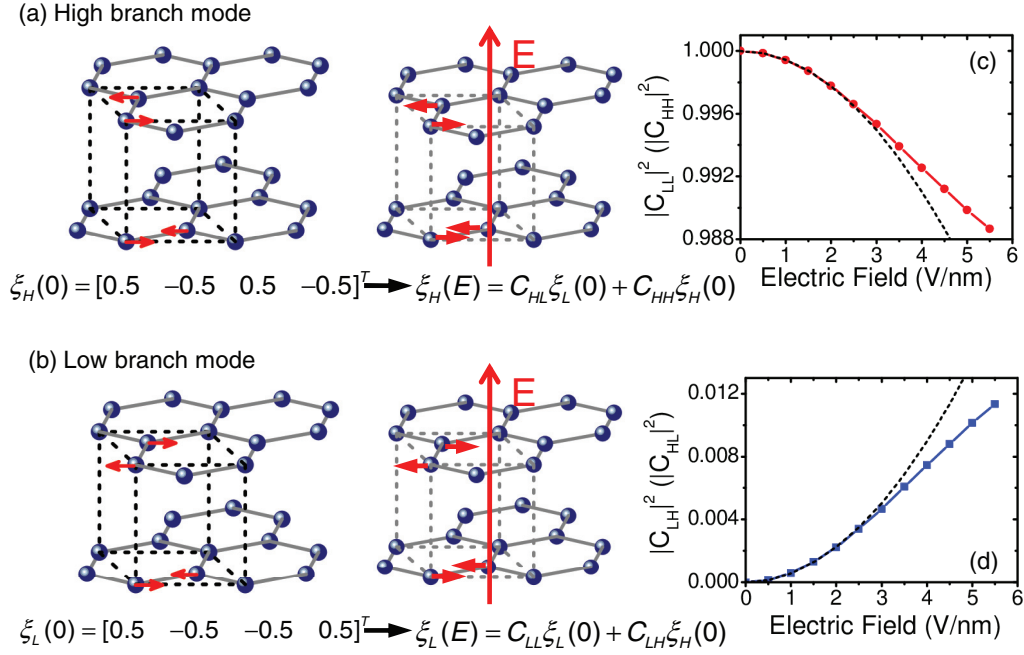 (a) High branch mode
E
ξ_H(0) = [0.5 −0.5 0.5 −0.5]^T → ξ_H(E) = C_HL ξ_L(0) + C_HH ξ_H(0)
(c)
|C_LL|² (|C_HH|²)
1.000
0.996
0.992
0.988
0 1 2 3 4 5 6
Electric Field (V/nm)
(b) Low branch mode
E
ξ_L(0) = [0.5 −0.5 −0.5 0.5]^T → ξ_L(E) = C_LL ξ_L(0) + C_LH ξ_H(0)
(d)
|C_LH|² (|C_HL|²)
0.012
0.008
0.004
0.000
0 1 2 3 4 5 6
Electric Field (V/nm)